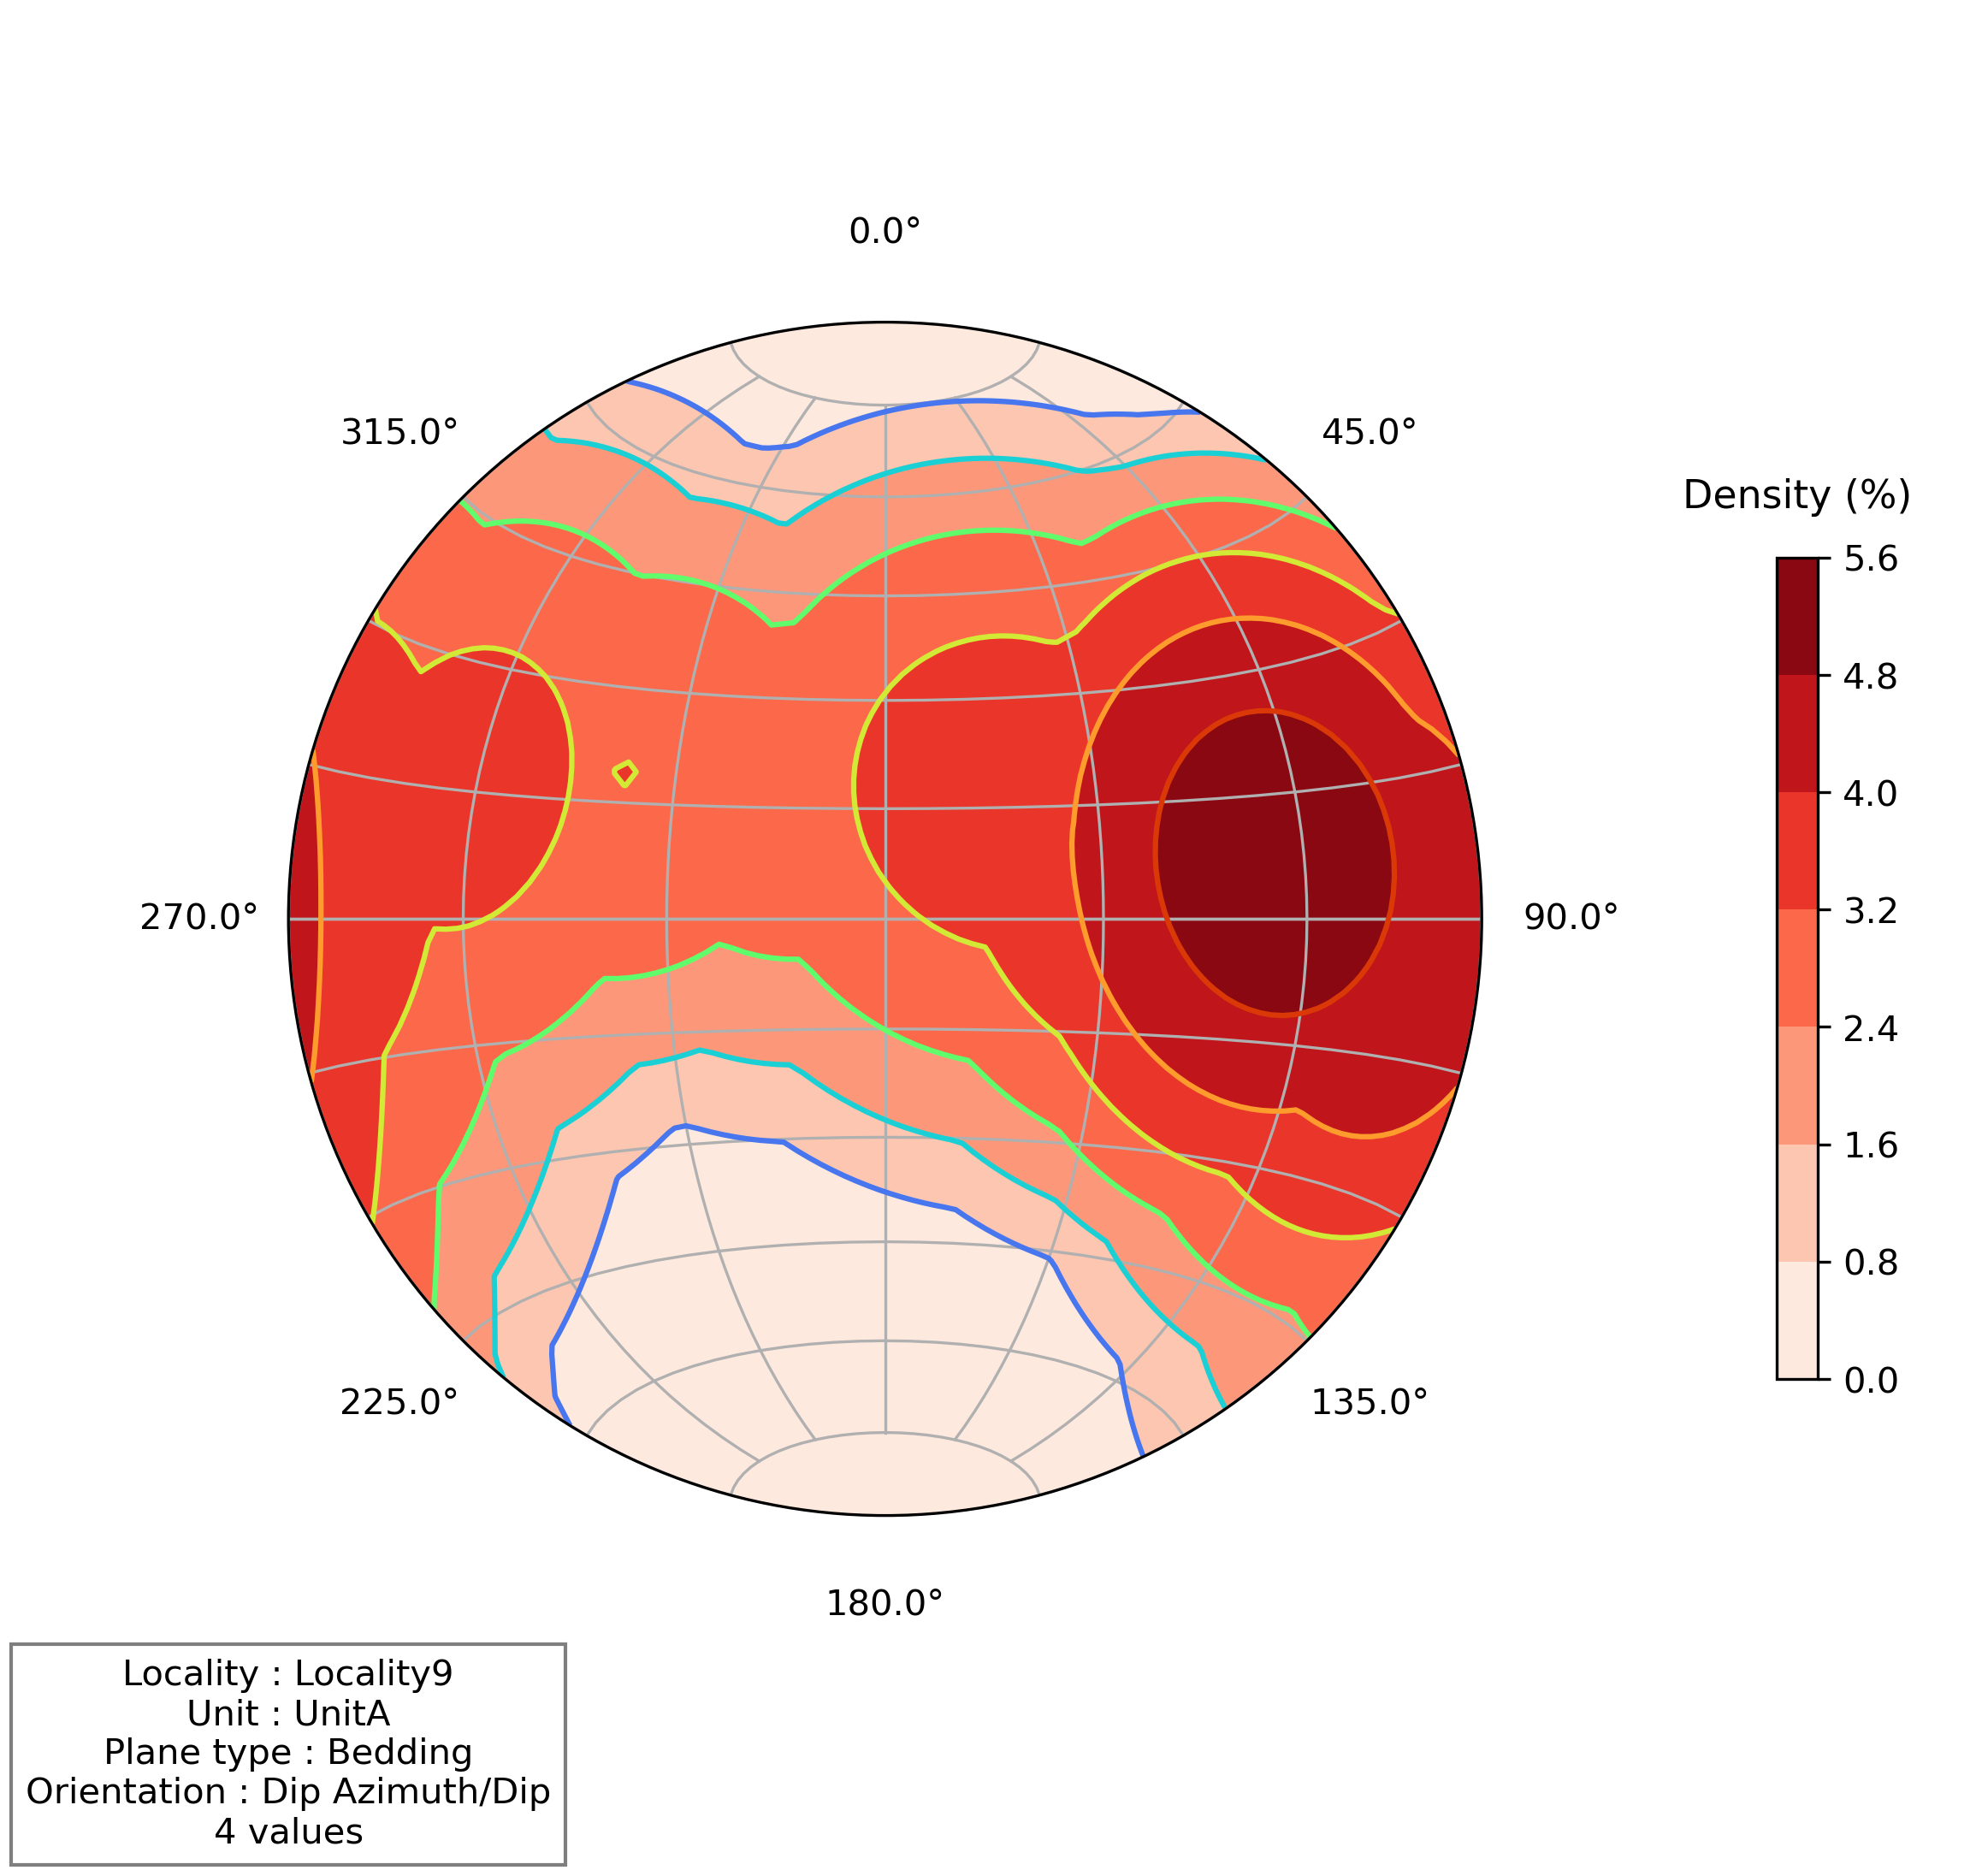 0.0°
315.0°
45.0°
Density (%)
5.6
4.8
4.0
3.2
2.4
1.6
0.8
0.0
270.0°
90.0°
225.0°
135.0°
180.0°
Locality : Locality9
Unit : UnitA
Plane type : Bedding
Orientation : Dip Azimuth/Dip
4 values